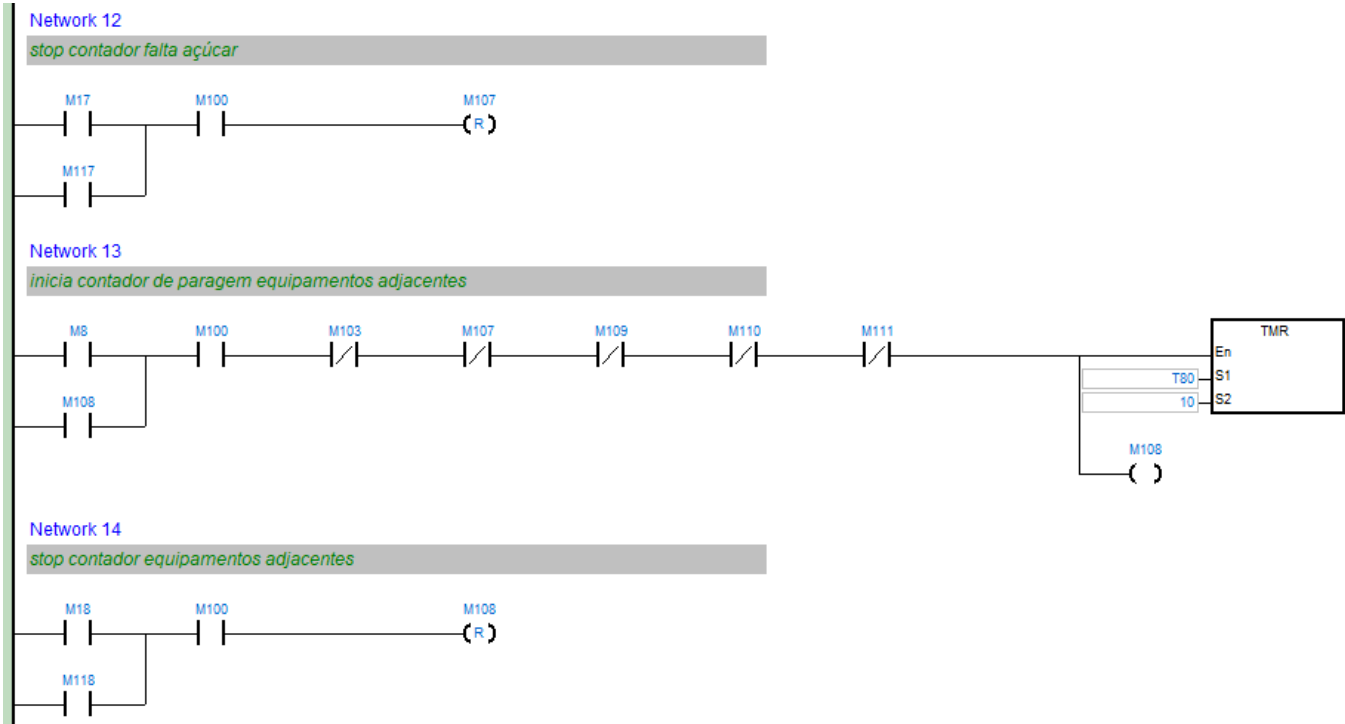 Network 12
stop contador falta açúcar
M17 M100 M107
R
M117
Network 13
inicia contador de paragem equipamentos adjacentes
M8 M100 M103 M107 M109 M110 M111
TMR
En
T80 S1
M108
10 S2
M108
Network 14
stop contador equipamentos adjacentes
M18 M100 M108
R
M118